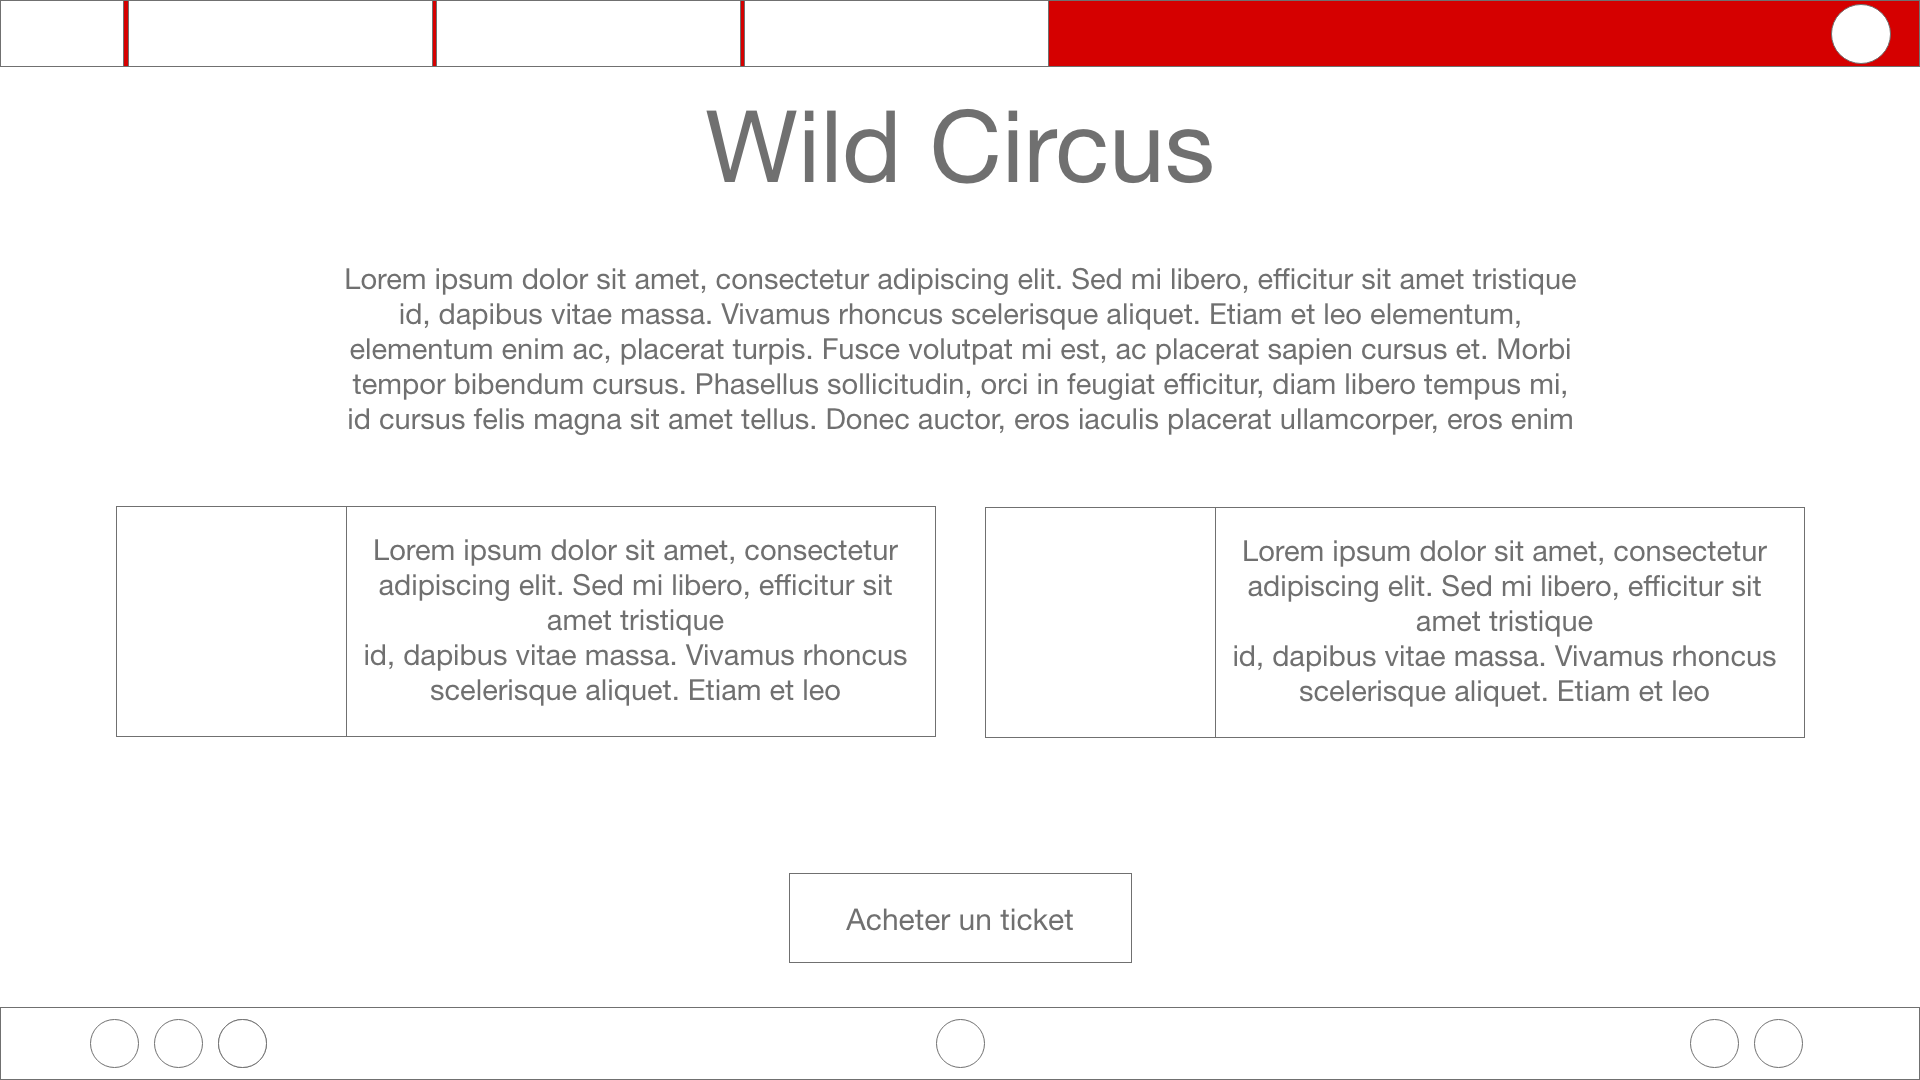 Wild Circus
Lorem ipsum dolor sit amet, consectetur adipiscing elit. Sed mi libero, efficitur sit amet tristique
id, dapibus vitae massa. Vivamus rhoncus scelerisque aliquet. Etiam et leo elementum,
elementum enim ac, placerat turpis. Fusce volutpat mi est, ac placerat sapien cursus et. Morbi
tempor bibendum cursus. Phasellus sollicitudin, orci in feugiat efficitur, diam libero tempus mi,
id cursus felis magna sit amet tellus. Donec auctor, eros iaculis placerat ullamcorper, eros enim
Lorem ipsum dolor sit amet, consectetur
adipiscing elit. Sed mi libero, efficitur sit
amet tristique
id, dapibus vitae massa. Vivamus rhoncus
scelerisque aliquet. Etiam et leo
Lorem ipsum dolor sit amet, consectetur
adipiscing elit. Sed mi libero, efficitur sit
amet tristique
id, dapibus vitae massa. Vivamus rhoncus
scelerisque aliquet. Etiam et leo
Acheter un ticket